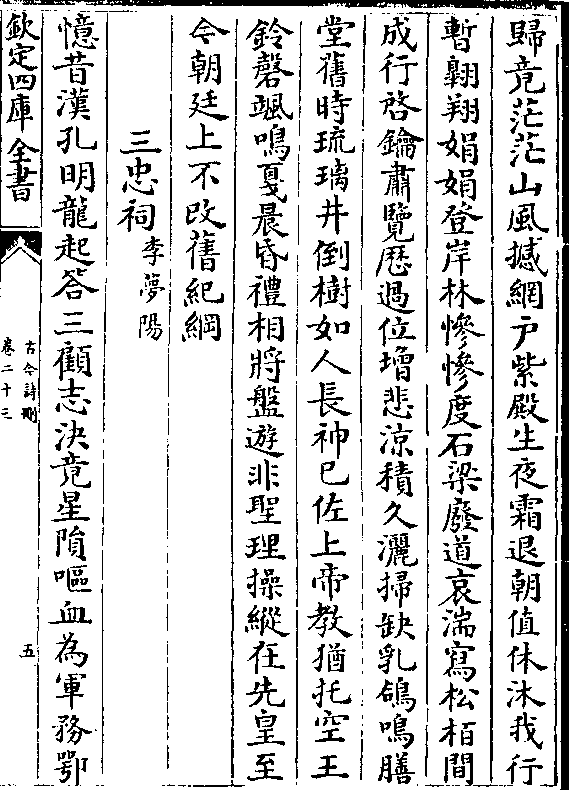 歸竟茫茫山風撼網户紫殿生夜霜退朝值休沐我行
暫翺翔娟娟登岸林慘慘度石梁廢道哀湍寫松栢間
成行啓鑰肅覽歴過位增悲涼積久灑掃缺乳鴿鳴膳
堂舊時琉璃井倒樹如人長神已佐上帝教猶托空王
鈴磬颯鳴戛晨昏禮相將盤遊非聖理操縱在先皇至
今朝廷上不改舊紀綱
三忠祠 李夢陽
憶昔漢孔明龍起答三顧志決竟星隕嘔血為軍務鄂
欽定四庫全書
古今詩刪
卷二十三
五